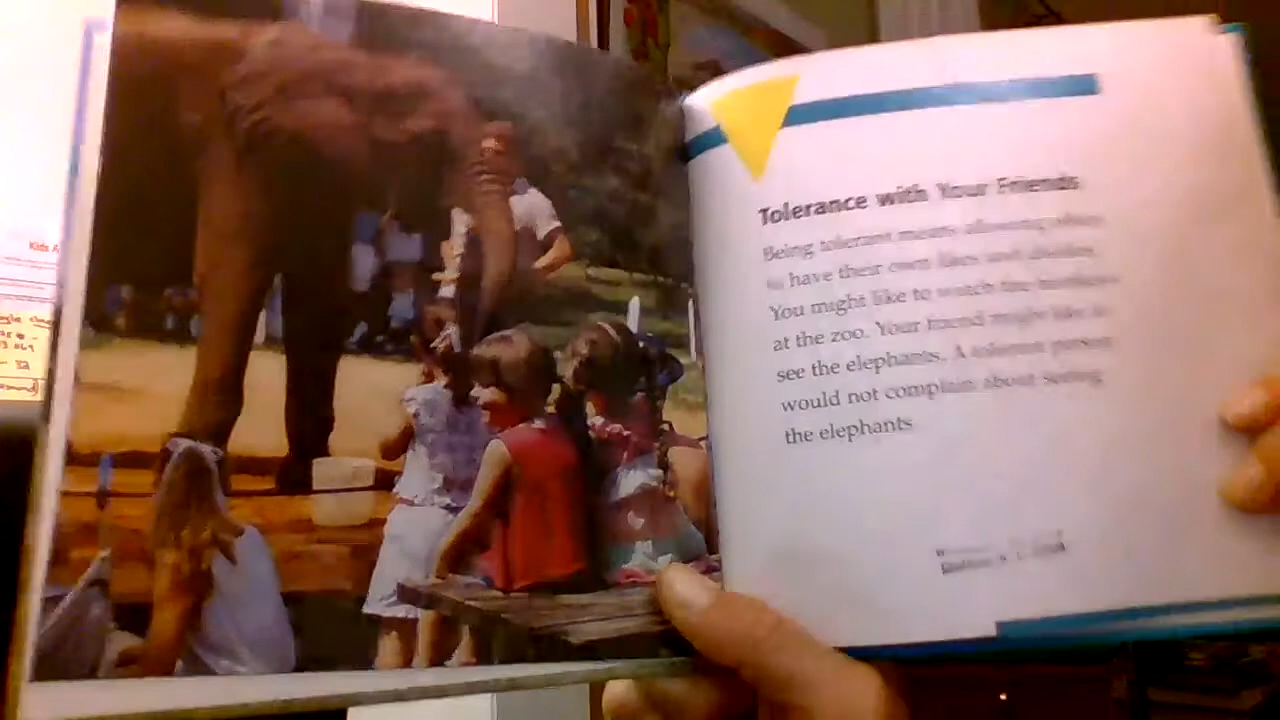 Tolerance with Your Friends
Being tolerant means allowing others
to have their own likes and dislikes.
You might like to watch the
at the zoo. Your friend might like to
see the elephants. A tolerant person
would not complain about seeing
the elephants
Kids A